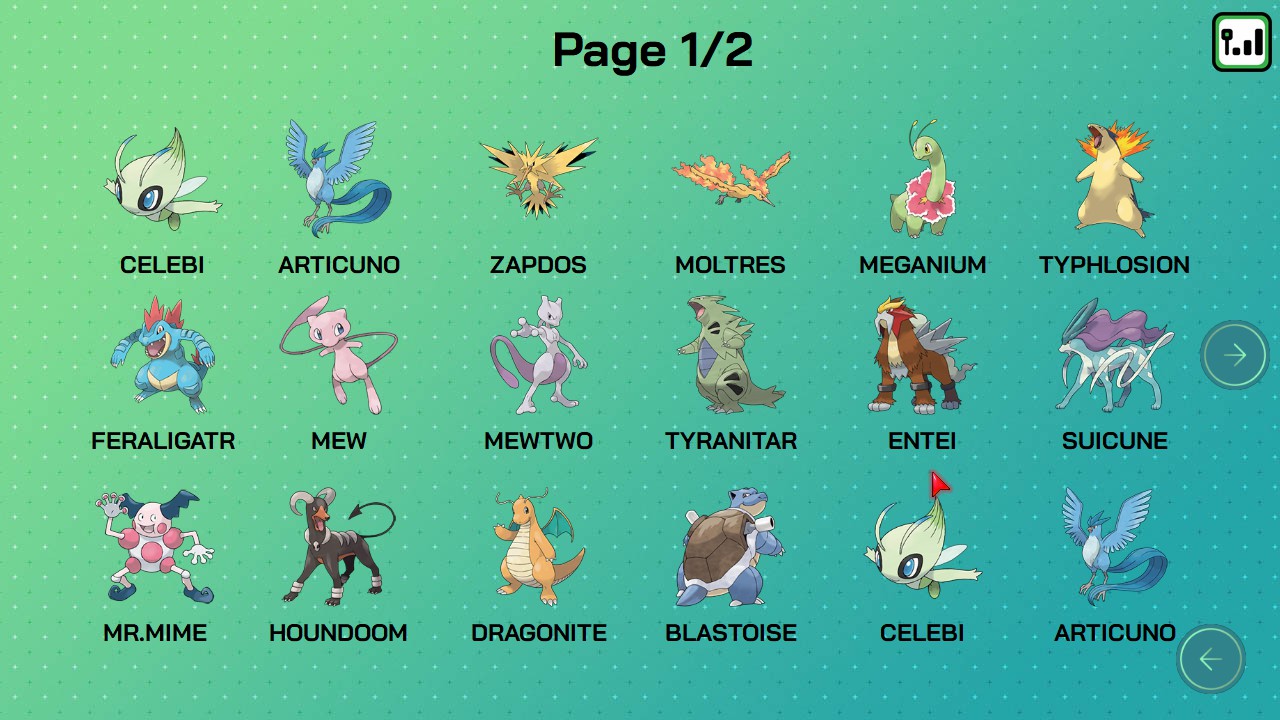 Page 1/2
CELEBI ARTICUNO ZAPDOS MOLTRES MEGANIUM TYPHLOSION
FERALIGATR MEW MEWTWO TYRANITAR ENTEI SUICUNE
MR.MIME HOUNDOOM DRAGONITE BLASTOISE CELEBI ARTICUNO